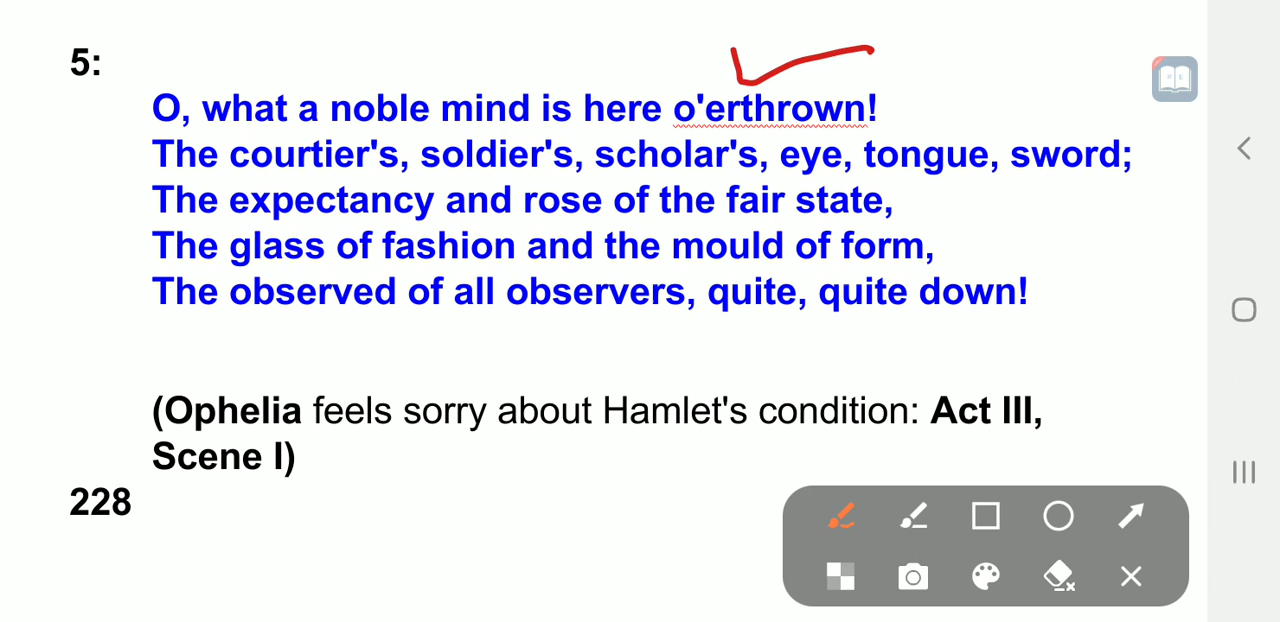 5:
O, what a noble mind is here o'erthrown!
The courtier's, soldier's, scholar's, eye, tongue, sword;
The expectancy and rose of the fair state,
The glass of fashion and the mould of form,
The observed of all observers, quite, quite down!
(Ophelia feels sorry about Hamlet's condition: Act III,
Scene I)
228